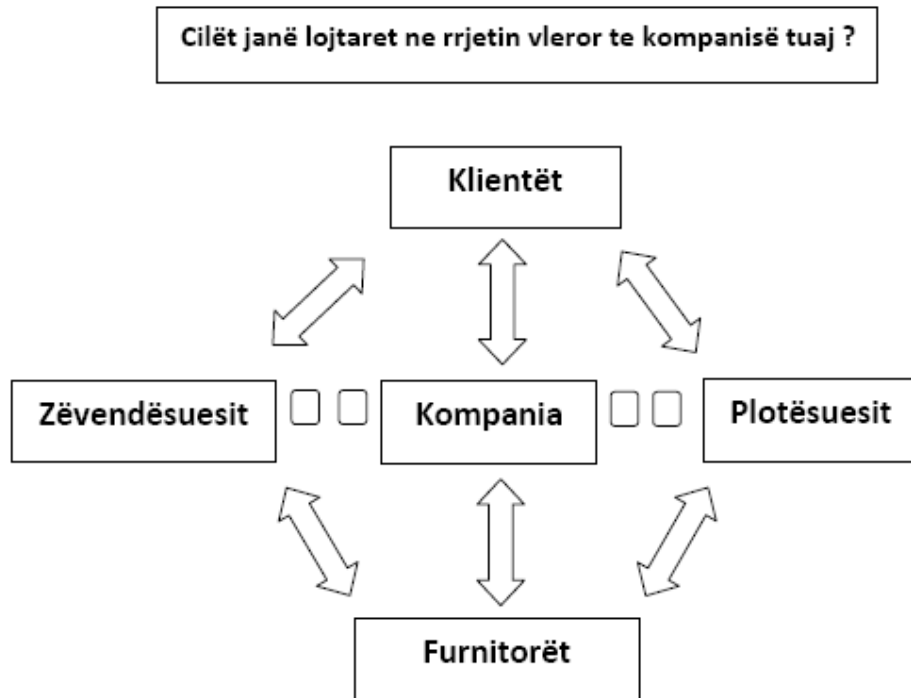 Cilët janë lojtaret ne rrjetin vleror te kompanisë tuaj ?
Klientët
Zëvendësuesit
Kompania
Plotësuesit
Furnitorët